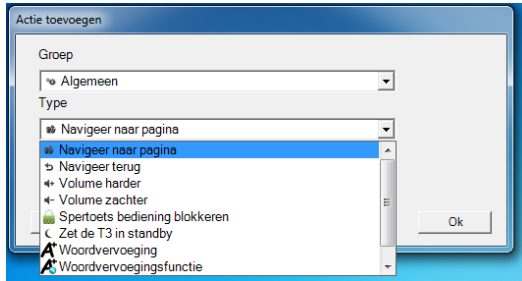 Actie toevoegen
Groep
Algemeen
Type
Navigeer naar pagina
Navigeer naar pagina
Navigeer terug
Volume harder
Volume zachter
Spertoets bediening blokkeren
Zet de T3 in standby
Woordvervoeging
Woordvervoegingsfunctie
Ok